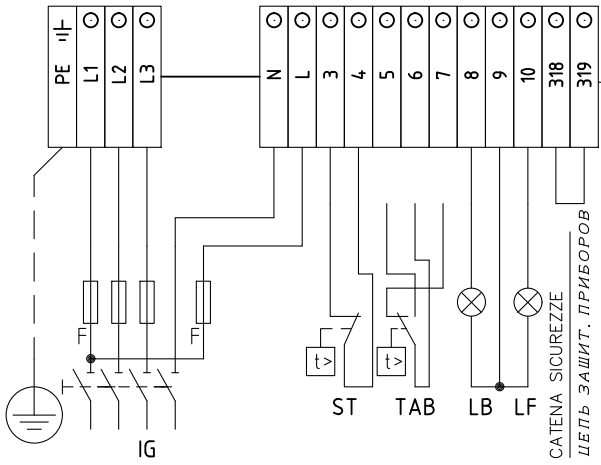 PE L1 L2 L3 N L 3 4 5 6 7 8 9 10 318 319
F F
t> t>
ST TAB LB LF
IG
CATENA SICUREZZE
ЦЕПЬ ЗАЩИТ. ПРИБОРОВ